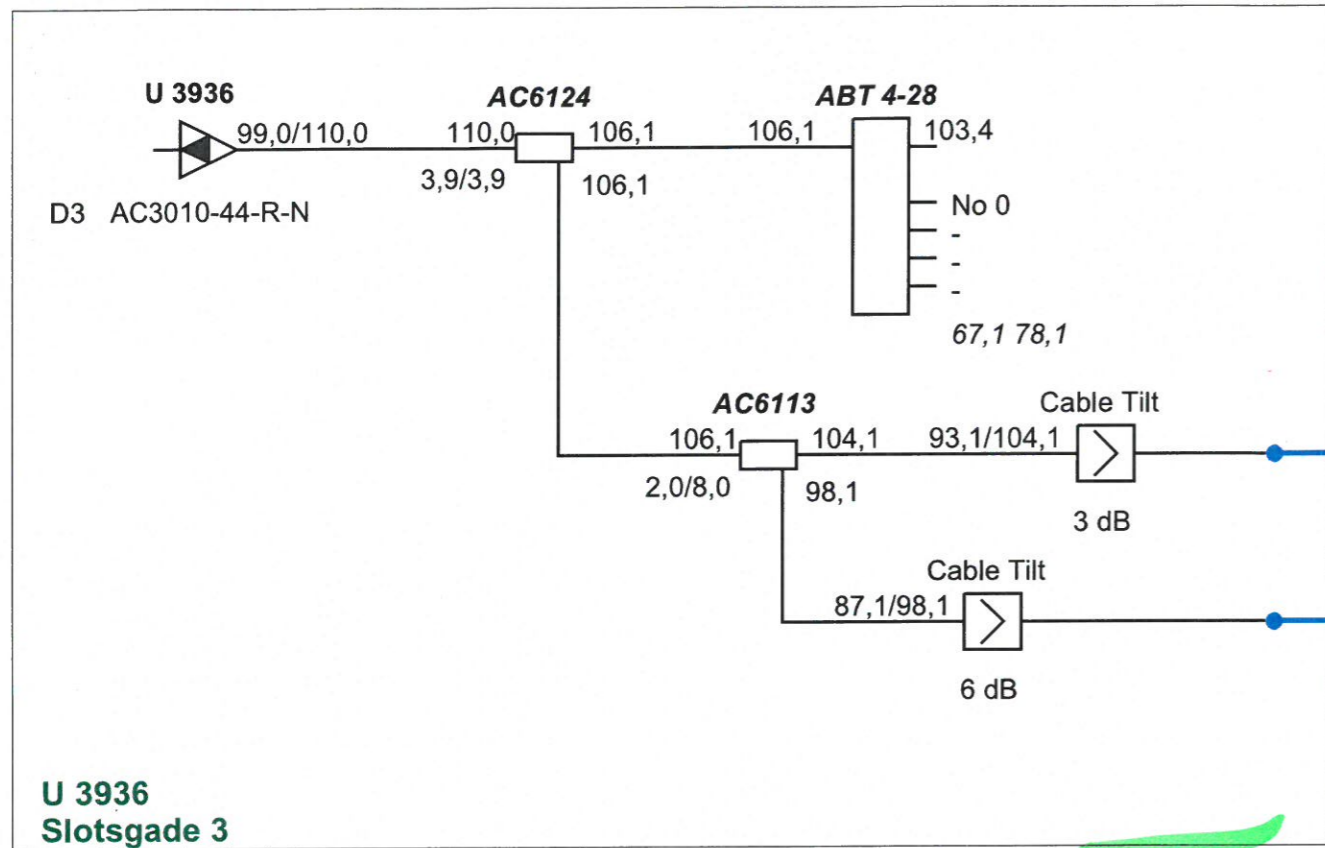 U 3936
AC6124
ABT 4-28
99,0/110,0
110,0
106,1
106,1
103,4
3,9/3,9
106,1
D3 AC3010-44-R-N
No 0
-
-
-
67,1 78,1
AC6113
Cable Tilt
106,1
104,1
93,1/104,1
2,0/8,0
98,1
3 dB
Cable Tilt
87,1/98,1
6 dB
U 3936
Slotsgade 3